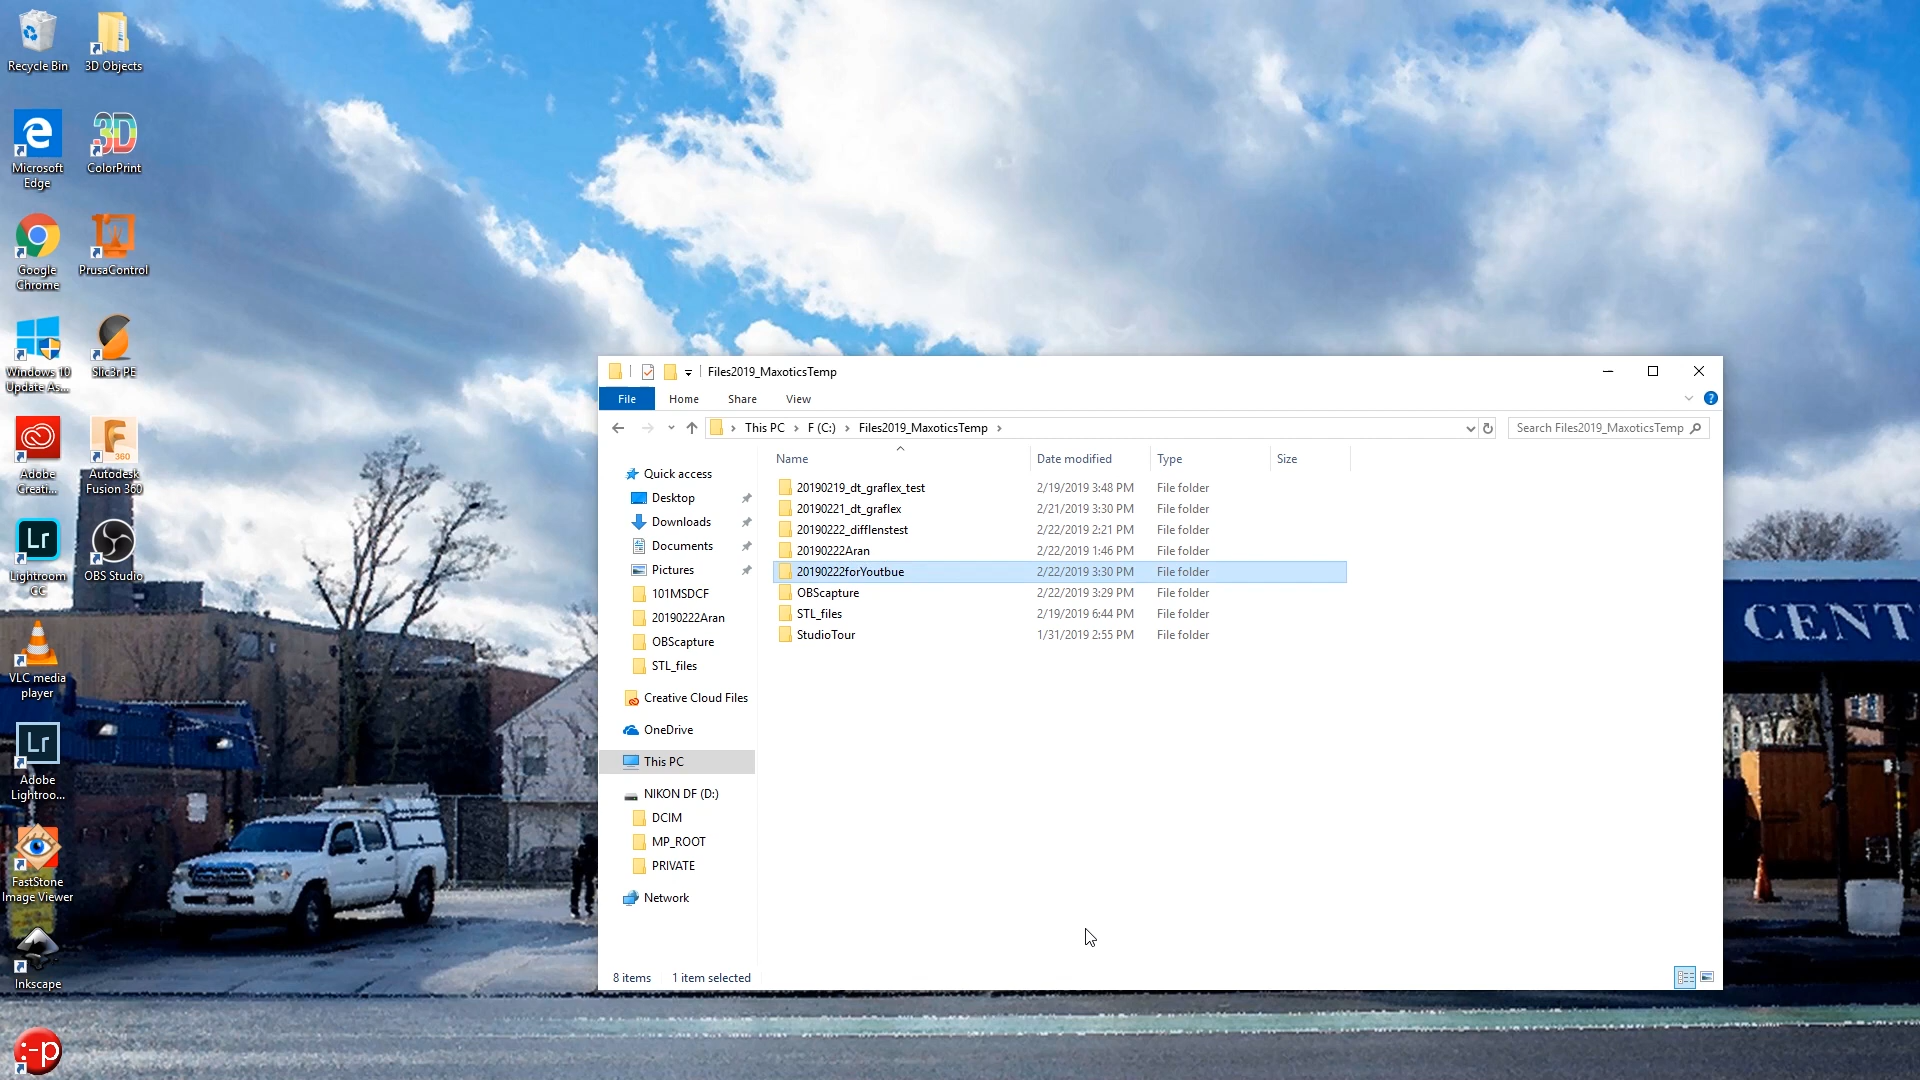 Recycle Bin
3D Objects
Microsoft
Edge
3D
ColorPrint
Google
Chrome
PrusaControl
Windows 10
Update As...
Slic3r PE
Adobe
Creati...
F
360
Autodesk
Fusion 360
Lr
Lightroom
CC
OBS Studio
VLC media
player
Lr
Adobe
Lightroo...
FastStone
Image Viewer
Inkscape
:-p
CENT
Files2019_MaxoticsTemp
File
Home
Share
View
?
This PC > F (C:) > Files2019_MaxoticsTemp >
Search Files2019_MaxoticsTemp
Name
Date modified
Type
Size
Quick access
Desktop
Downloads
Documents
Pictures
101MSDCF
20190222Aran
OBScapture
STL_files
Creative Cloud Files
OneDrive
This PC
NIKON DF (D:)
DCIM
MP_ROOT
PRIVATE
Network
20190219_dt_graflex_test 2/19/2019 3:48 PM File folder
20190221_dt_graflex 2/21/2019 3:30 PM File folder
20190222_difflenstest 2/22/2019 2:21 PM File folder
20190222Aran 2/22/2019 1:46 PM File folder
20190222forYoutbue 2/22/2019 3:30 PM File folder
OBScapture 2/22/2019 3:29 PM File folder
STL_files 2/19/2019 6:44 PM File folder
StudioTour 1/31/2019 2:55 PM File folder
8 items 1 item selected